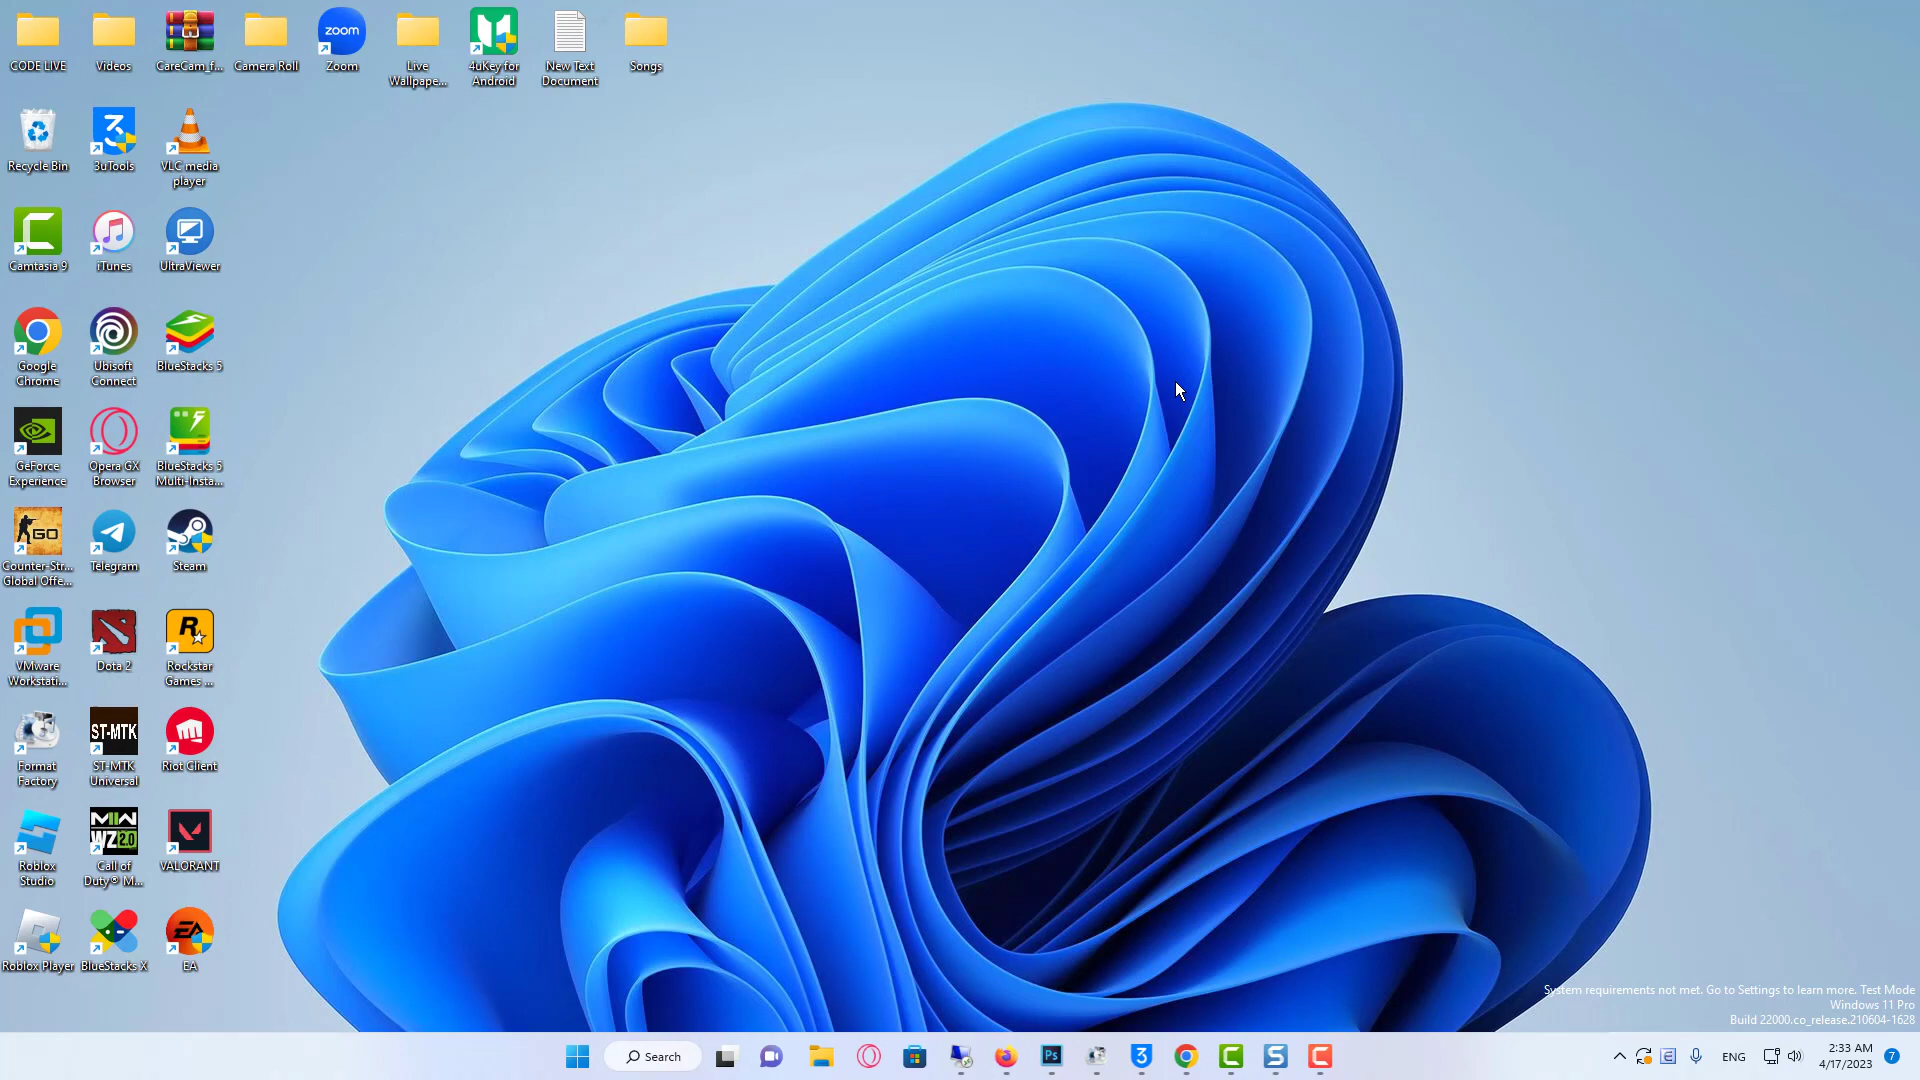 CODE LIVE
Videos
CareCam_f...
Camera Roll
zoom
Zoom
Live
Wallpape...
4uKey for
Android
New Text
Document
Songs
Recycle Bin
3uTools
VLC media
player
Camtasia 9
iTunes
UltraViewer
Google
Chrome
Ubisoft
Connect
BlueStacks 5
GeForce
Experience
Opera GX
Browser
BlueStacks 5
Multi-Insta...
GO
Counter-Str...
Global Offe...
Telegram
Steam
VMware
Workstati...
Dota 2
R
Rockstar
Games ...
Format
Factory
ST-MTK
ST-MTK
Universal
Riot Client
Roblox
Studio
MW
WZ 2.0
Call of
Duty® M...
VALORANT
Roblox Player
BlueStacks X
EA
EA
System requirements not met. Go to Settings to learn more. Test Mode
Windows 11 Pro
Build 22000.co_release.210604-1628
Search
Ps
3
C
S
C
E
ENG
2:33 AM
4/17/2023
7